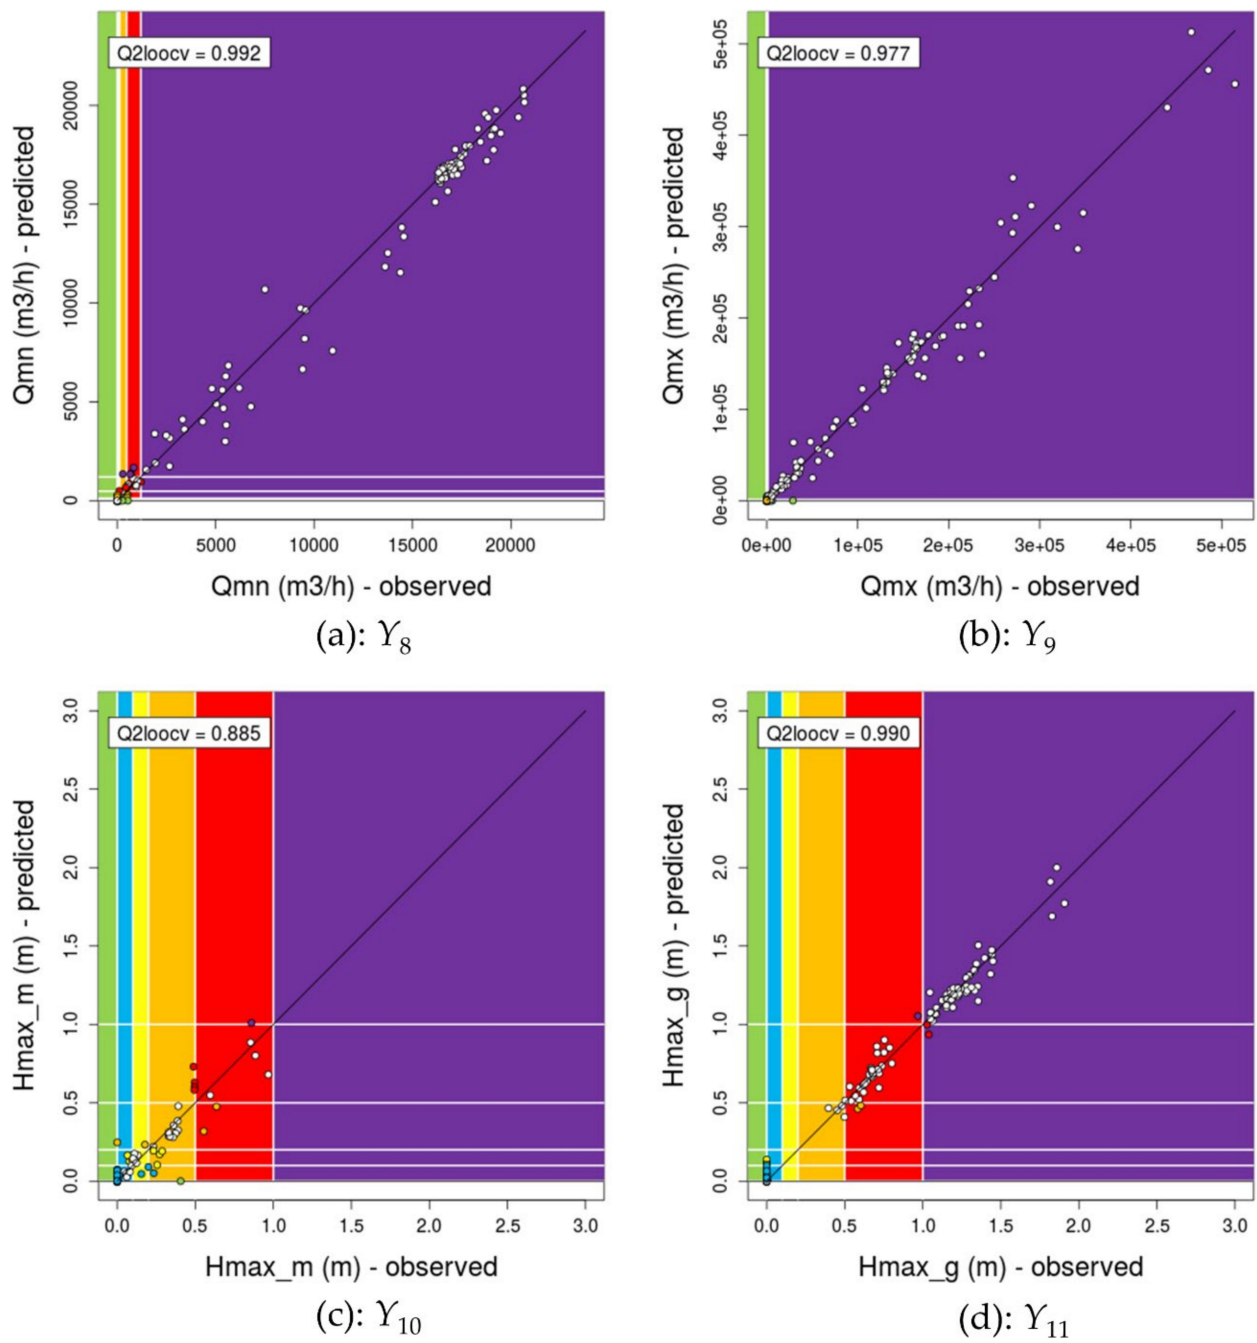 Q2loocv = 0.992
Qmn (m3/h) - predicted
0
5000
10000
15000
20000
0
5000
10000
15000
20000
Qmn (m3/h) - observed
(a): Y8
Q2loocv = 0.977
Qmx (m3/h) - predicted
0e+00
1e+05
2e+05
3e+05
4e+05
5e+05
0e+00
1e+05
2e+05
3e+05
4e+05
5e+05
Qmx (m3/h) - observed
(b): Y9
Q2loocv = 0.885
Hmax_m (m) - predicted
0.0
0.5
1.0
1.5
2.0
2.5
3.0
0.0
0.5
1.0
1.5
2.0
2.5
3.0
Hmax_m (m) - observed
(c): Y10
Q2loocv = 0.990
Hmax_g (m) - predicted
0.0
0.5
1.0
1.5
2.0
2.5
3.0
0.0
0.5
1.0
1.5
2.0
2.5
3.0
Hmax_g (m) - observed
(d): Y11